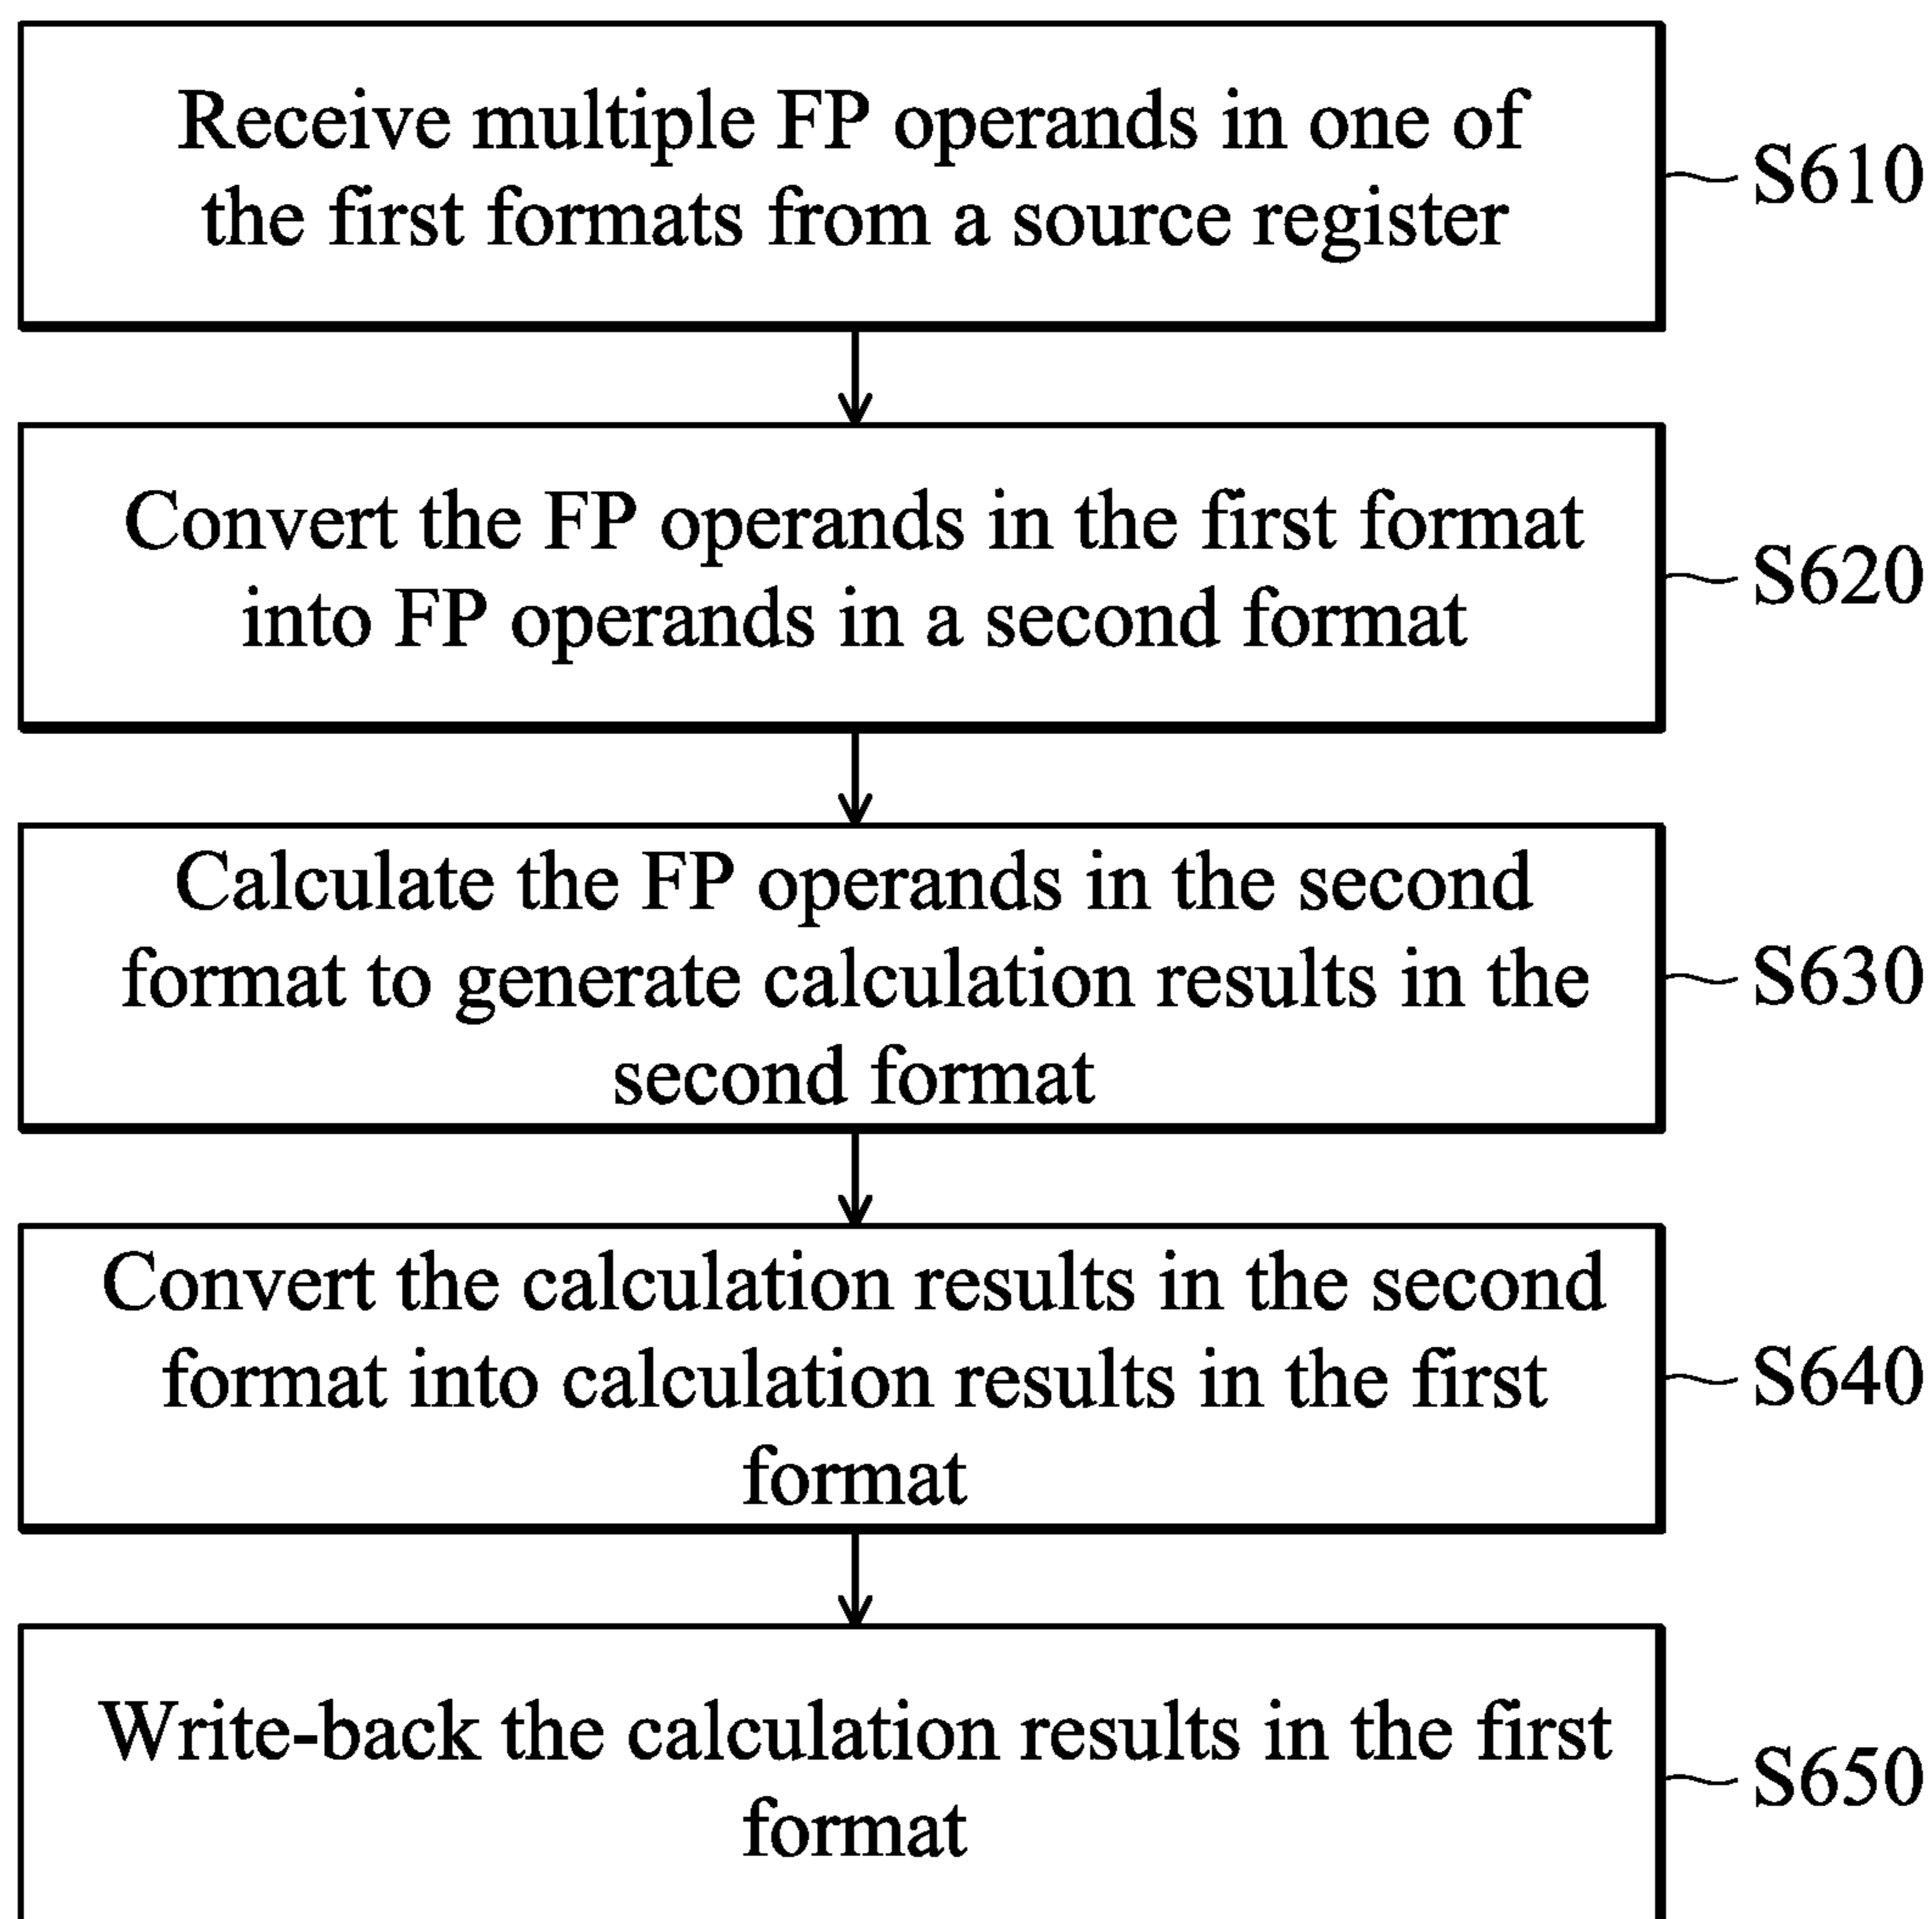 Receive multiple FP operands in one of
the first formats from a source register
S610
Convert the FP operands in the first format
into FP operands in a second format
S620
Calculate the FP operands in the second
format to generate calculation results in the
second format
S630
Convert the calculation results in the second
format into calculation results in the first
format
S640
Write-back the calculation results in the first
format
S650